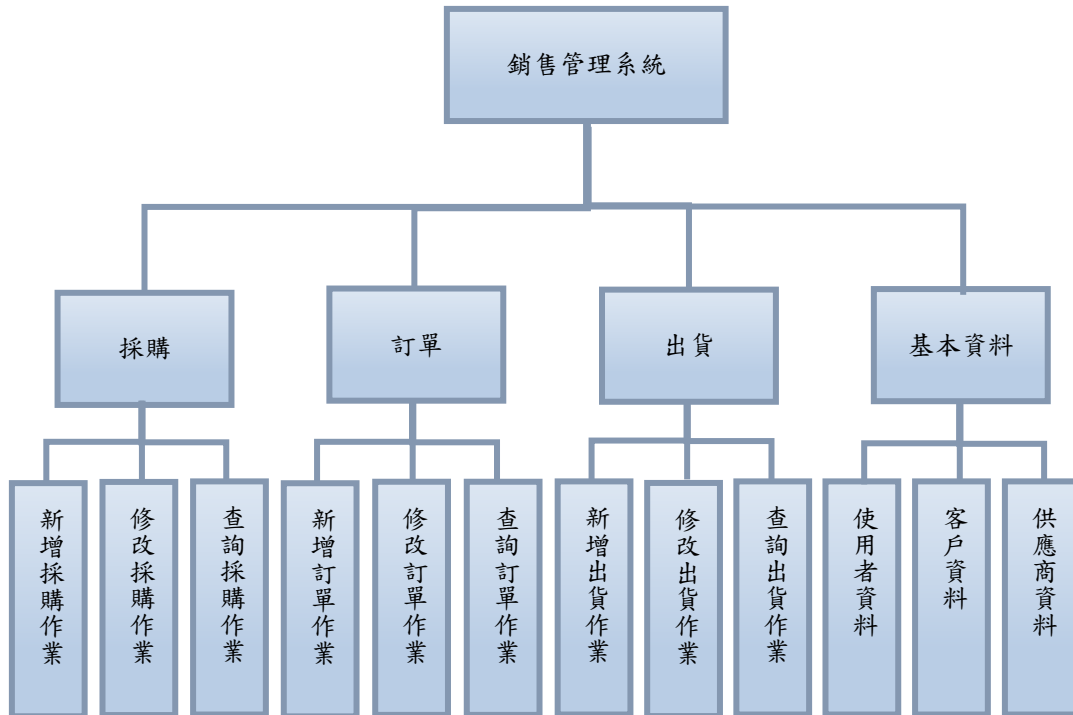 銷售管理系統
採購
訂單
出貨
基本資料
新增採購作業
修改採購作業
查詢採購作業
新增訂單作業
修改訂單作業
查詢訂單作業
新增出貨作業
修改出貨作業
查詢出貨作業
使用者資料
客戶資料
供應商資料